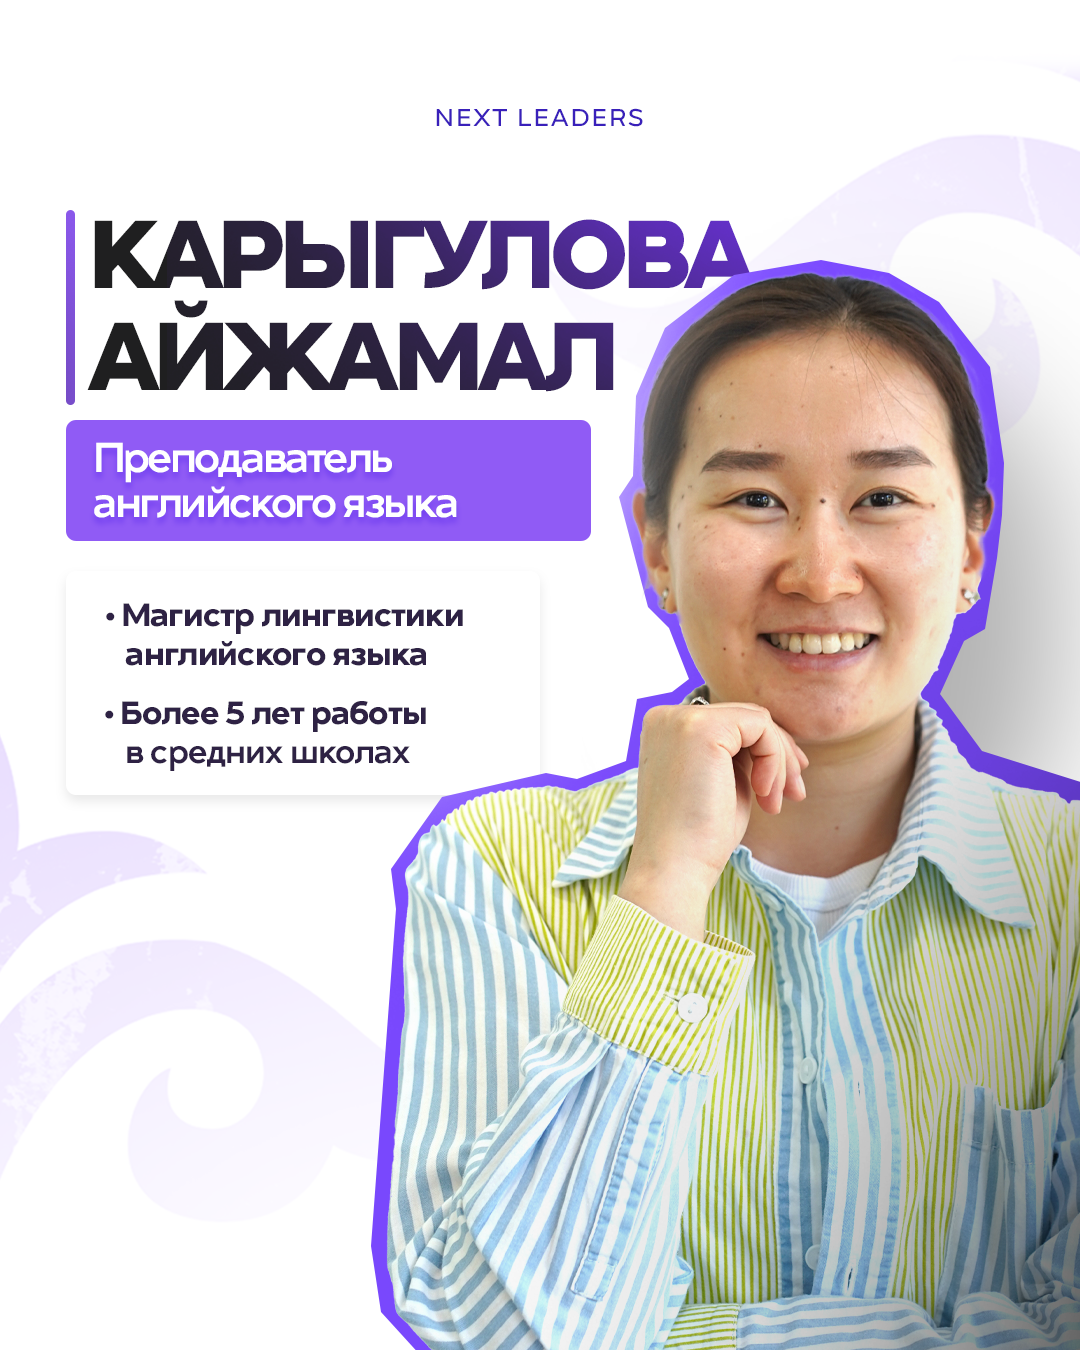 NEXT LEADERS
КАРЫГУЛОВА
АЙЖАМАЛ
Преподаватель
английского языка
• Магистр лингвистики
английского языка
• Более 5 лет работы
в средних школах